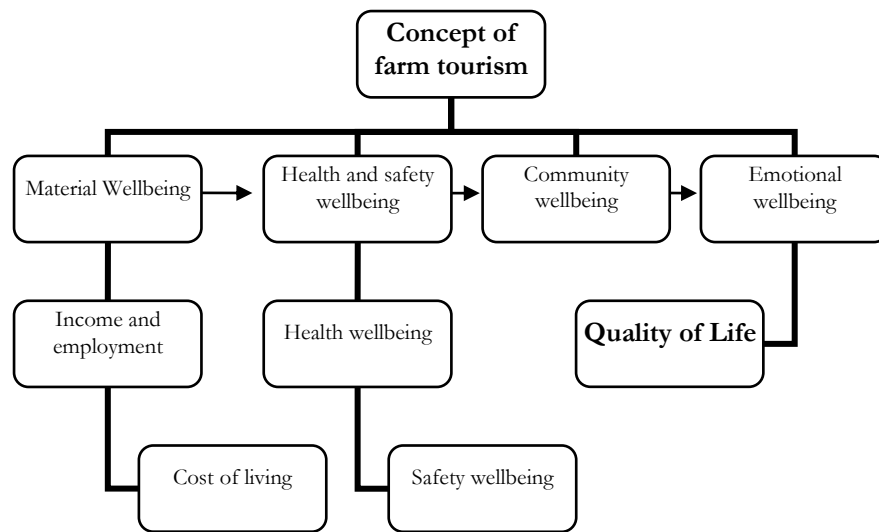 Concept of
farm tourism
Material Wellbeing
Health and safety
wellbeing
Community
wellbeing
Emotional
wellbeing
Income and
employment
Health wellbeing
Quality of Life
Cost of living
Safety wellbeing